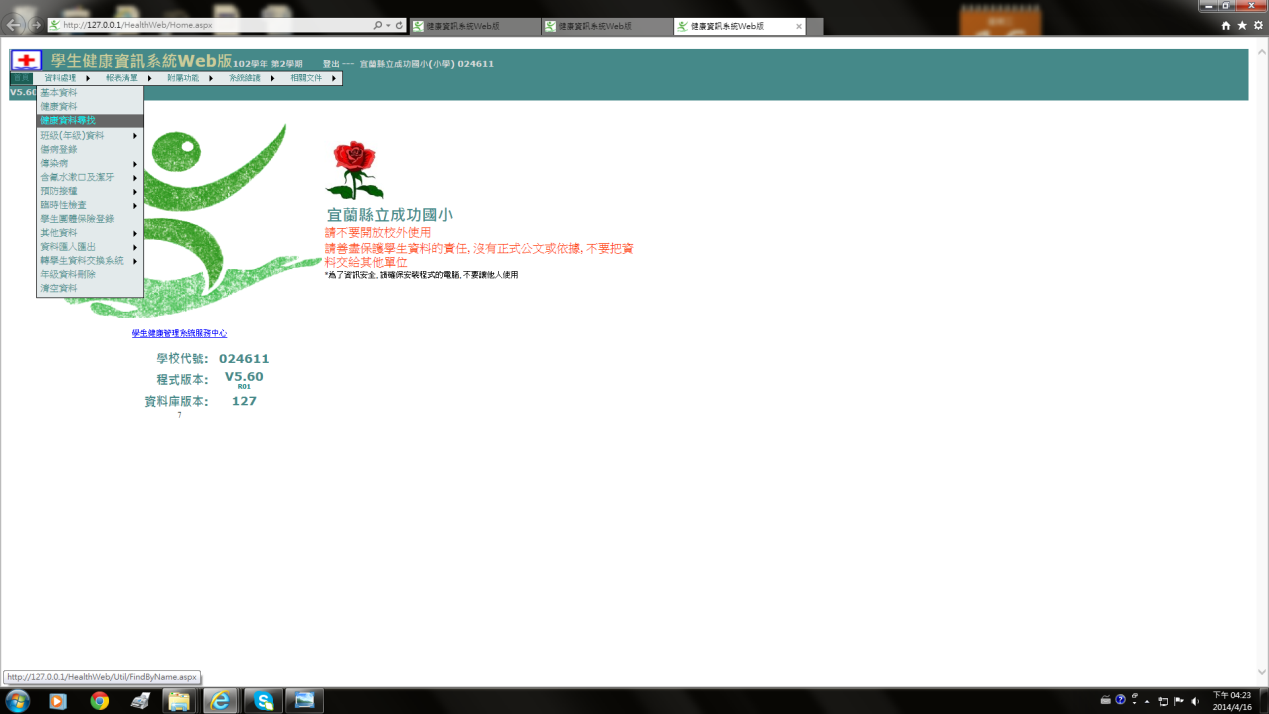 http://127.0.0.1/HealthWeb/Home.aspx
健康資訊系統Web版
健康資訊系統Web版
健康資訊系統Web版
學生健康資訊系統Web版102學年 第2學期 登出 --- 宜蘭縣立成功國小(小學) 024611
首頁 資料處理 報表清單 附屬功能 系統維護 相關文件
V5.60
基本資料
健康資料
健康資料尋找
班級(年級)資料
傷病登錄
傳染病
含氟水漱口及潔牙
預防接種
臨時性檢查
學生團體保險登錄
其他資料
資料匯入匯出
轉學生資料交換系統
年級資料刪除
清空資料
宜蘭縣立成功國小
請不要開放校外使用
請善盡保護學生資料的責任, 沒有正式公文或依據, 不要把資
料交給其他單位
*為了資訊安全, 請確保安裝程式的電腦, 不要讓他人使用
學生健康管理系統服務中心
學校代號: 024611
程式版本: V5.60
R01
資料庫版本: 127
7
http://127.0.0.1/HealthWeb/Util/FindByName.aspx
下午 04:23
2014/4/16